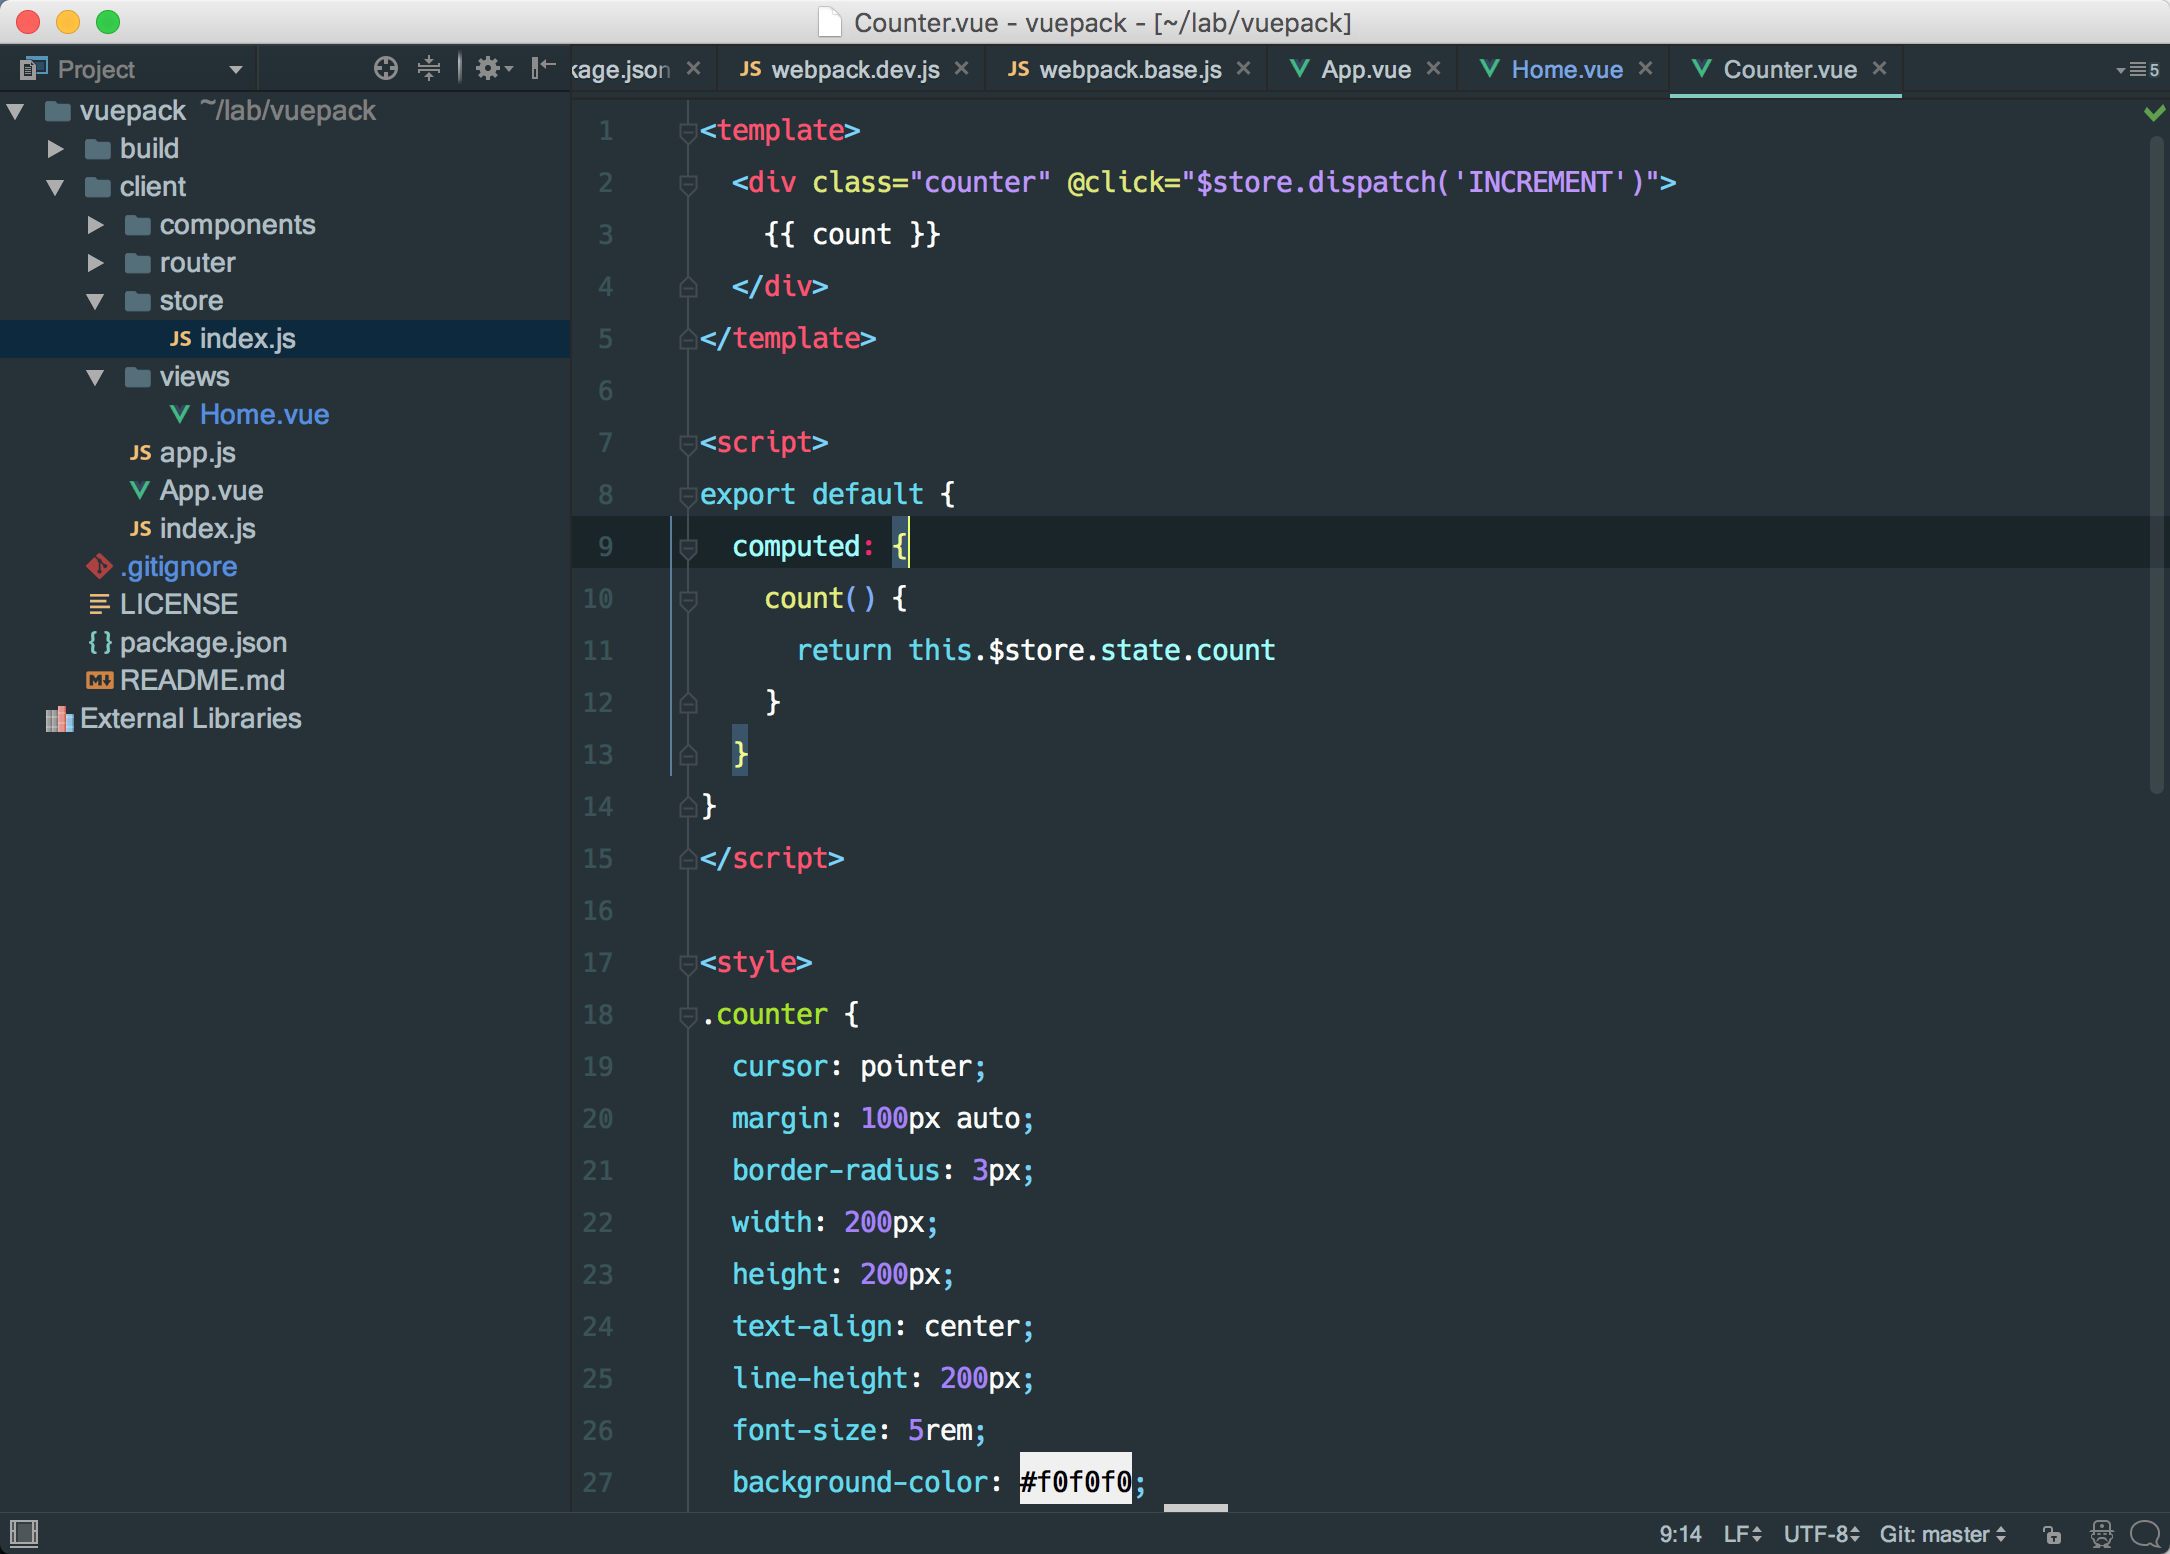 Counter.vue - vuepack - [~/lab/vuepack]
Project
kage.json
JS webpack.dev.js
JS webpack.base.js
App.vue
Home.vue
Counter.vue
5
vuepack ~/lab/vuepack
build
client
components
router
store
JS index.js
views
Home.vue
JS app.js
App.vue
JS index.js
.gitignore
LICENSE
{} package.json
M↓ README.md
External Libraries
1 <template>
2 <div class="counter" @click="$store.dispatch('INCREMENT')">
3 {{ count }}
4 </div>
5 </template>
6
7 <script>
8 export default {
9 computed: {
10 count() {
11 return this.$store.state.count
12 }
13 }
14 }
15 </script>
16
17 <style>
18 .counter {
19 cursor: pointer;
20 margin: 100px auto;
21 border-radius: 3px;
22 width: 200px;
23 height: 200px;
24 text-align: center;
25 line-height: 200px;
26 font-size: 5rem;
27 background-color: #f0f0f0;
9:14 LF UTF-8 Git: master